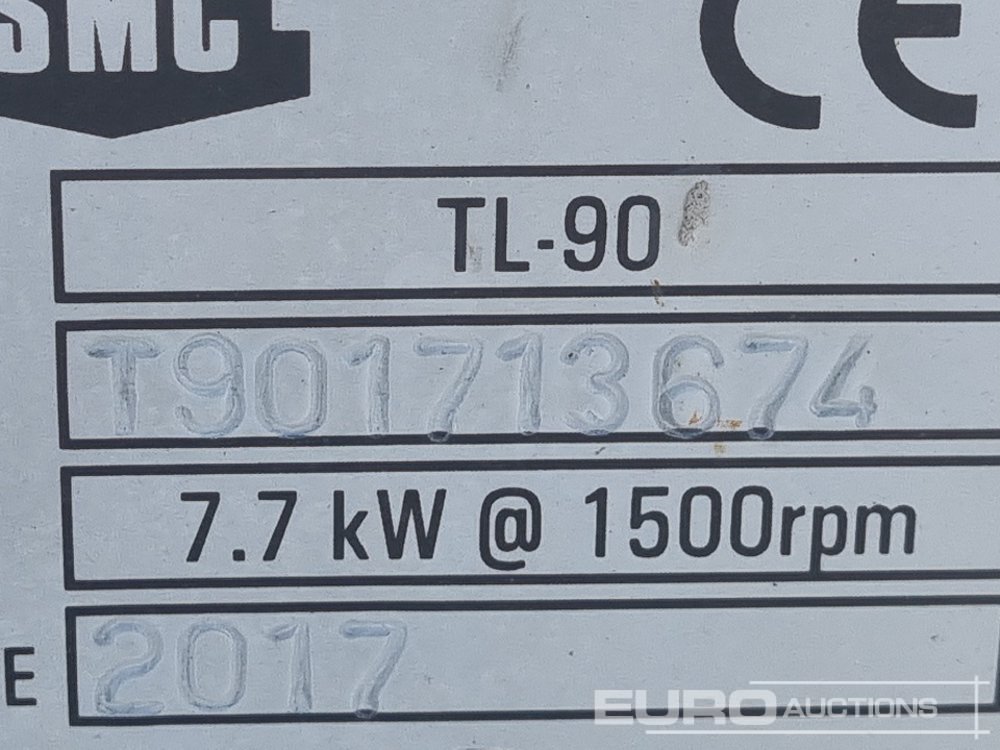 SMC CE
TL-90
T901713674
7.7 kW @ 1500rpm
E 2017
EURO AUCTIONS